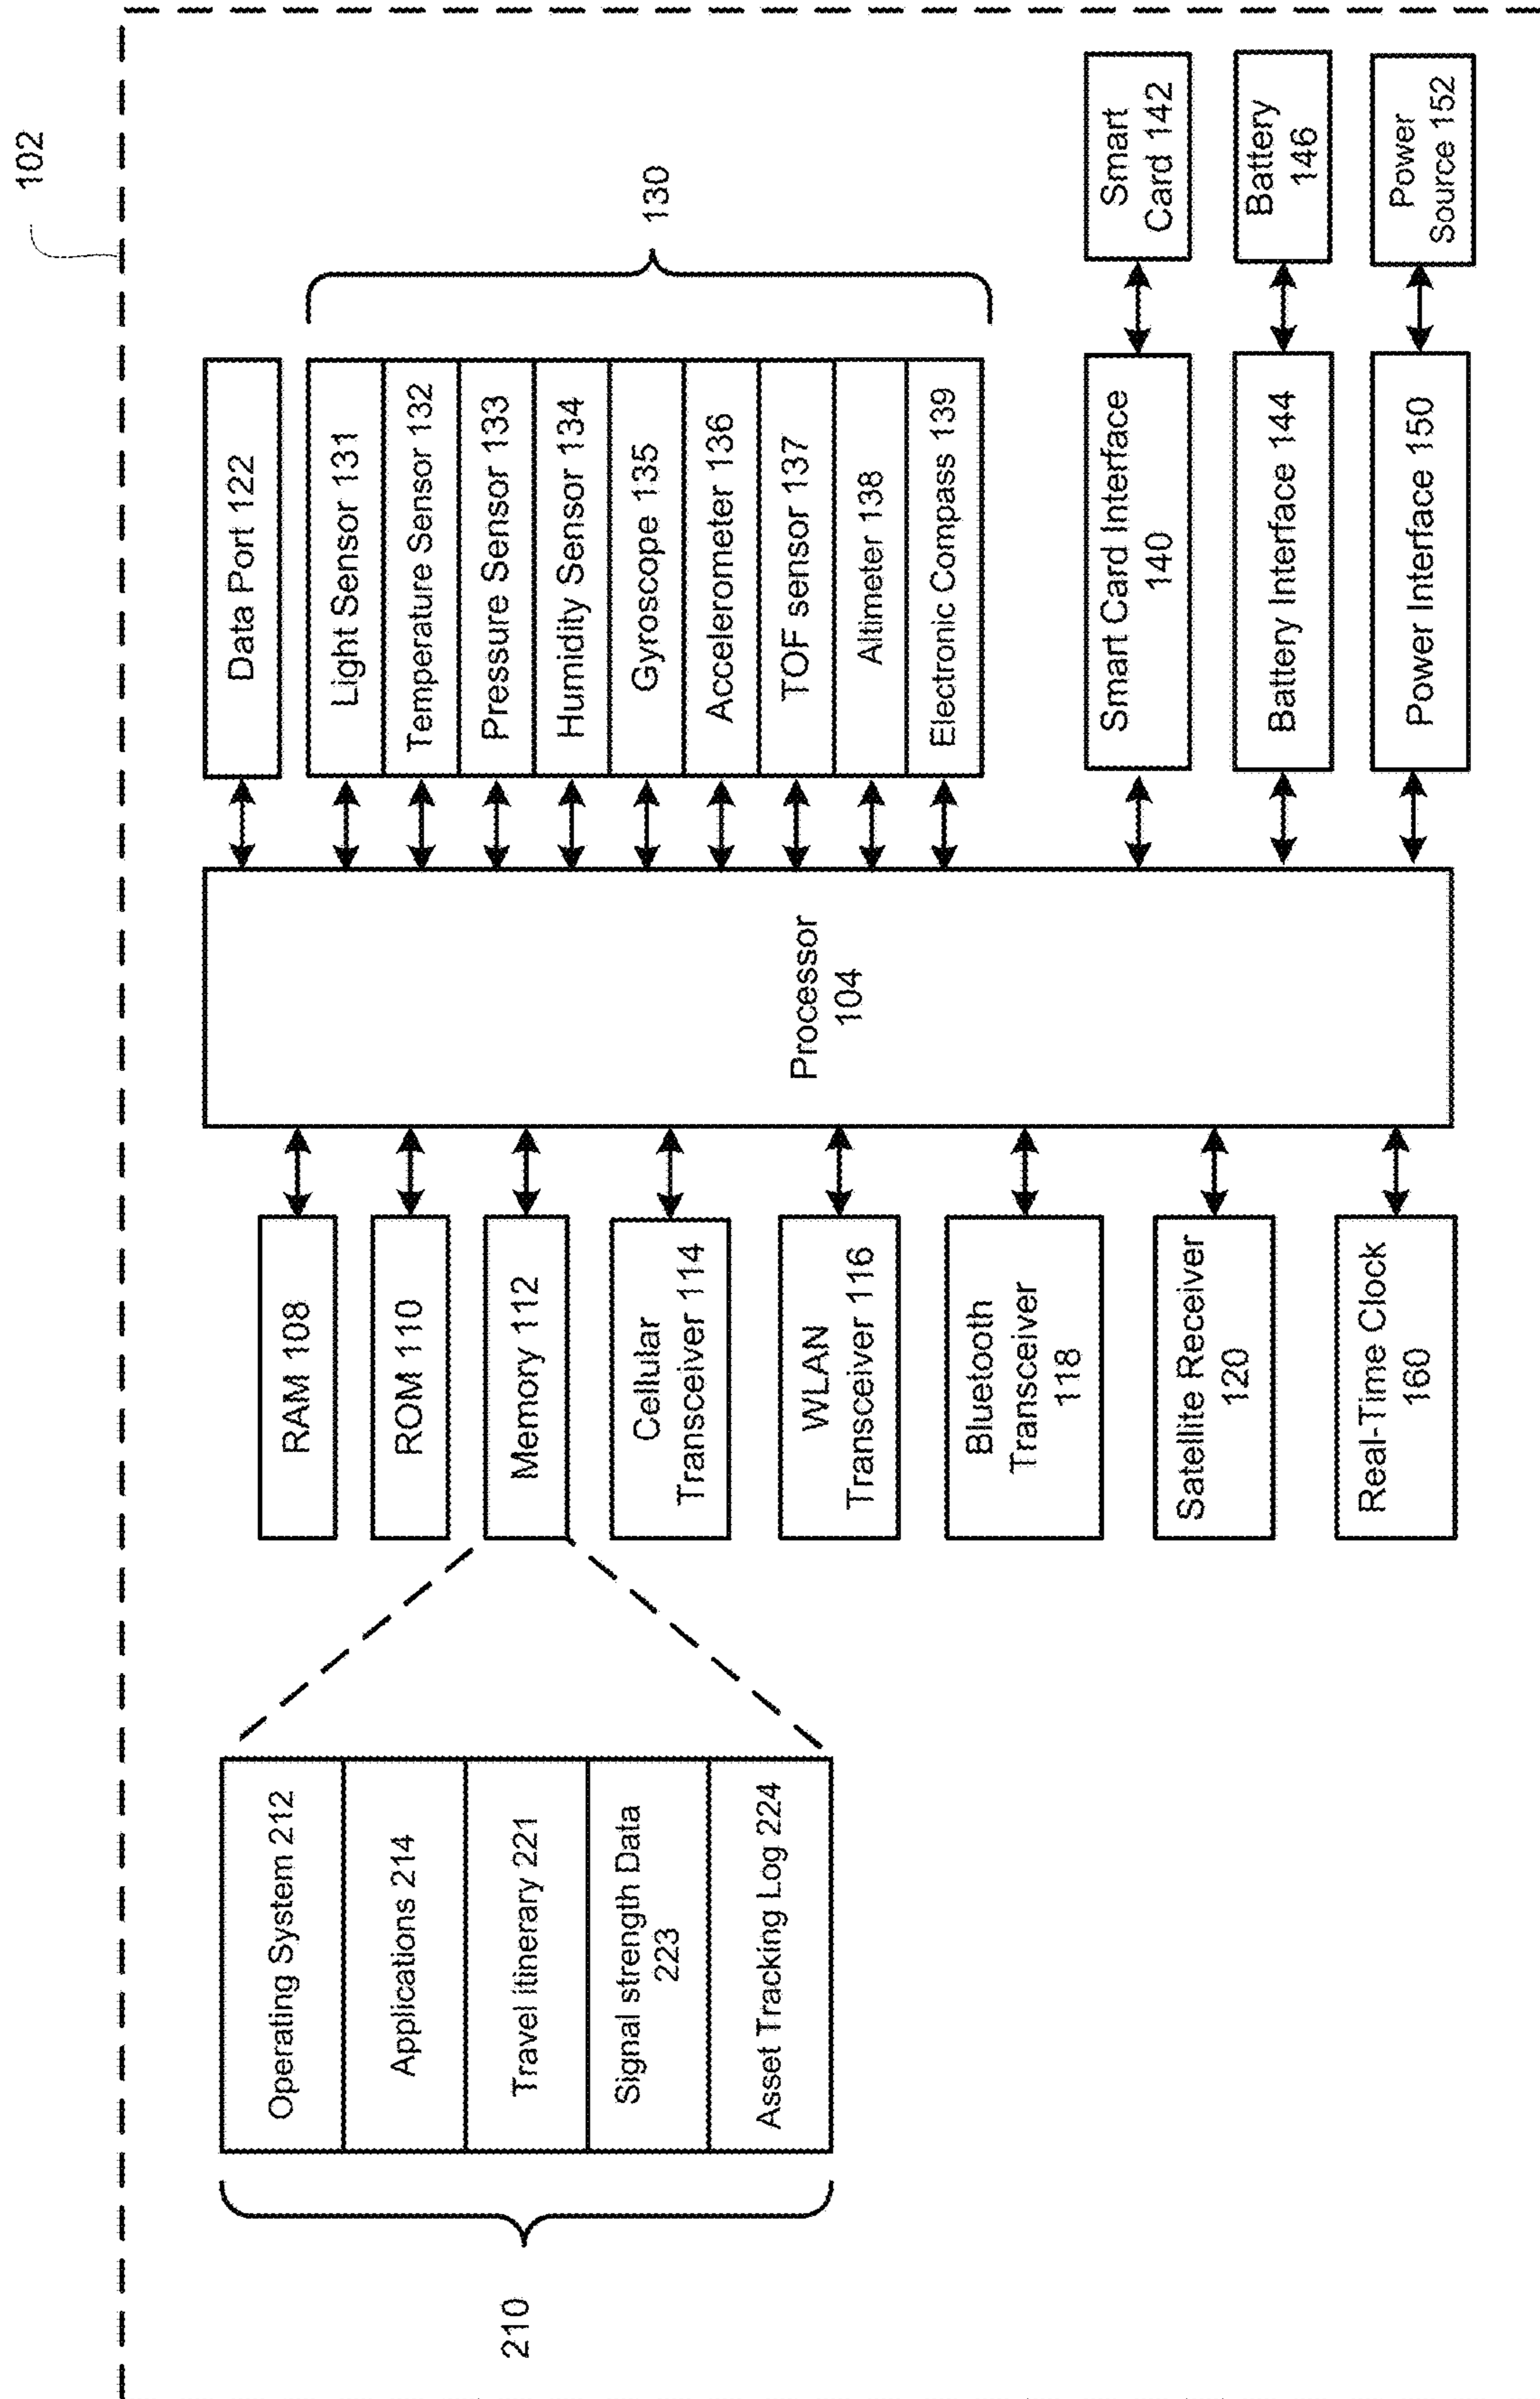 102
210
Operating System 212
Applications 214
Travel itinerary 221
Signal strength Data
223
Asset Tracking Log 224
RAM 108
ROM 110
Memory 112
Cellular
Transceiver 114
WLAN
Transceiver 116
Bluetooth
Transceiver
118
Satellite Receiver
120
Real-Time Clock
160
Processor
104
Data Port 122
Light Sensor 131
Temperature Sensor 132
Pressure Sensor 133
Humidity Sensor 134
Gyroscope 135
Accelerometer 136
TOF sensor 137
Altimeter 138
Electronic Compass 139
130
Smart Card Interface
140
Smart
Card 142
Battery Interface 144
Battery
146
Power Interface 150
Power
Source 152